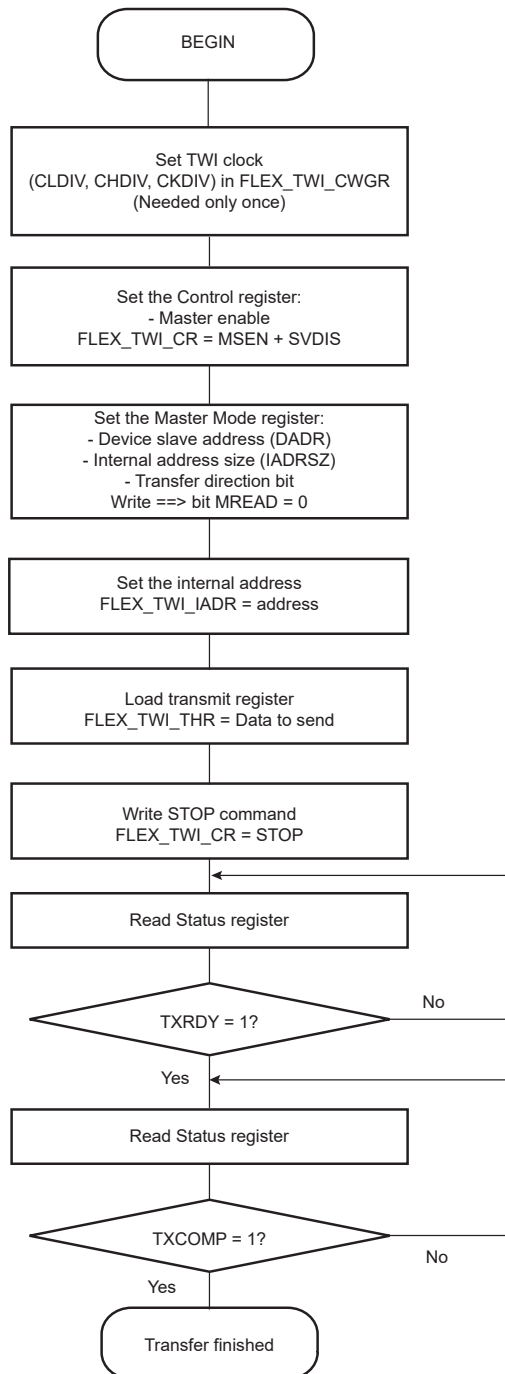 BEGIN
Set TWI clock
(CLDIV, CHDIV, CKDIV) in FLEX_TWI_CWGR
(Needed only once)
Set the Control register:
- Master enable
FLEX_TWI_CR = MSEN + SVDIS
Set the Master Mode register:
- Device slave address (DADR)
- Internal address size (IADRSZ)
- Transfer direction bit
Write ==> bit MREAD = 0
Set the internal address
FLEX_TWI_IADR = address
Load transmit register
FLEX_TWI_THR = Data to send
Write STOP command
FLEX_TWI_CR = STOP
Read Status register
TXRDY = 1?
No
Yes
Read Status register
TXCOMP = 1?
No
Yes
Transfer finished